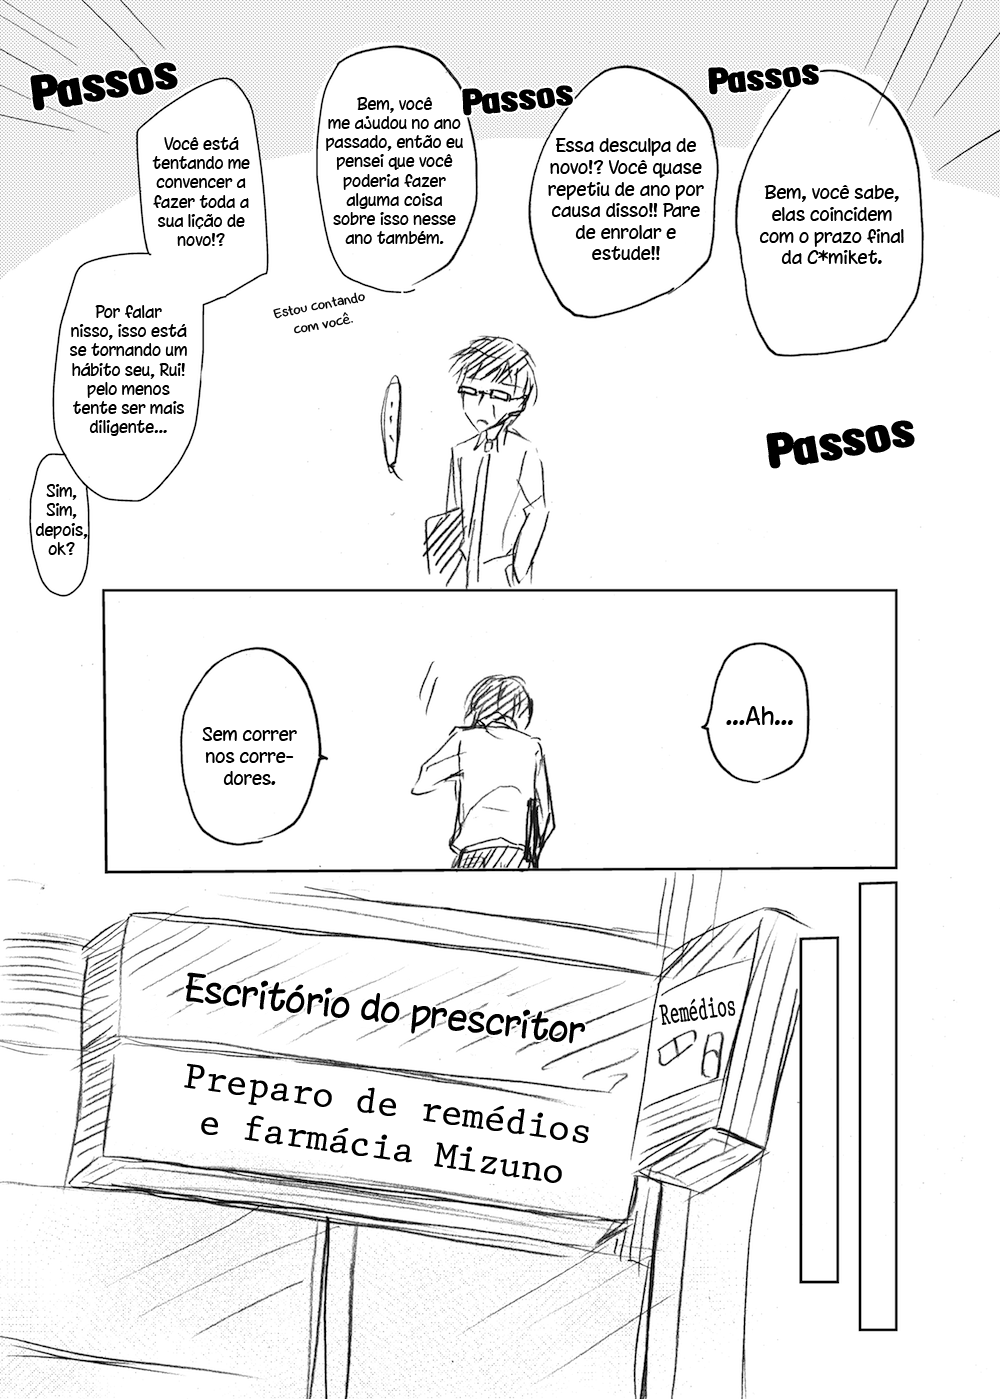 Passos
Bem, você sabe,
elas coincidem
com o prazo final
da C*miket.
Passos
Essa desculpa de
novo!? Você quase
repetiu de ano por
causa disso!! Pare
de enrolar e
estude!!
Bem, você
me ajudou no ano
passado, então eu
pensei que você
poderia fazer
alguma coisa
sobre isso nesse
ano também.
Estou contando
com você.
Passos
Você está
tentando me
convencer a
fazer toda a
sua lição de
novo!?
Por falar
nisso, isso está
se tornando um
hábito seu, Rui!
pelo menos
tente ser mais
diligente...
Sim,
Sim,
depois,
ok?
Passos
...Ah...
Sem correr
nos corre-
dores.
Escritório do prescritor
Remédios
Preparo de remédios
e farmácia Mizuno